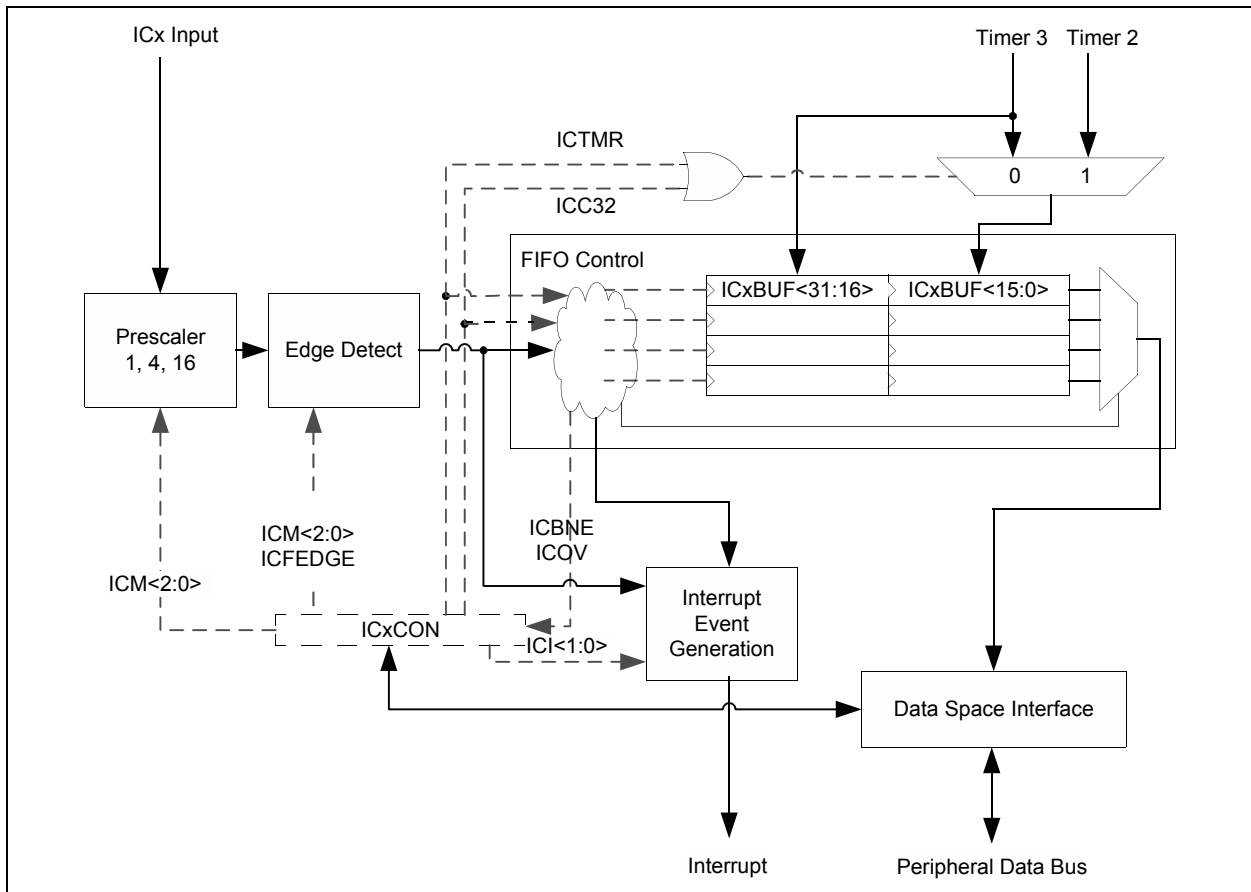 ICx Input
Timer 3
Timer 2
ICTMR
0
1
ICC32
FIFO Control
ICxBUF<31:16>
ICxBUF<15:0>
Prescaler
1, 4, 16
Edge Detect
ICM<2:0>
ICFEDGE
ICBNE
ICOV
ICM<2:0>
ICxCON
ICI<1:0>
Interrupt
Event
Generation
Data Space Interface
Interrupt
Peripheral Data Bus